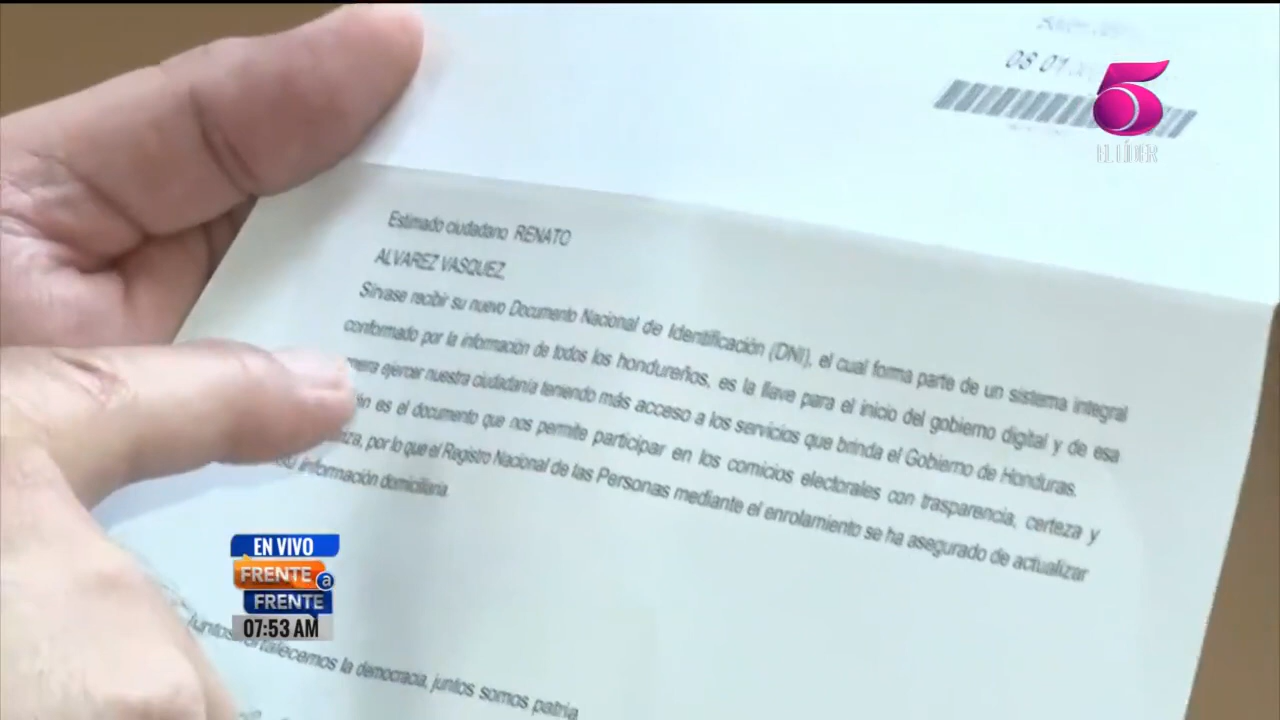 08 01
5
EL LÍDER
Estimado ciudadano RENATO
ALVAREZ VASQUEZ
Sírvase recibir su nuevo Documento Nacional de Identificación (DNI), el cual forma parte de un sistema integral
conformado por la información de todos los hondureños, es la llave para el inicio del gobierno digital y de esa
ejercer nuestra ciudadanía teniendo más acceso a los servicios que brinda el Gobierno de Honduras.
es el documento que nos permite participar en los comicios electorales con trasparencia, certeza y
por lo que el Registro Nacional de las Personas mediante el enrolamiento se ha asegurado de actualizar
información domiciliaria.
la democracia, juntos somos patria
EN VIVO
FRENTE a
FRENTE
07:53 AM